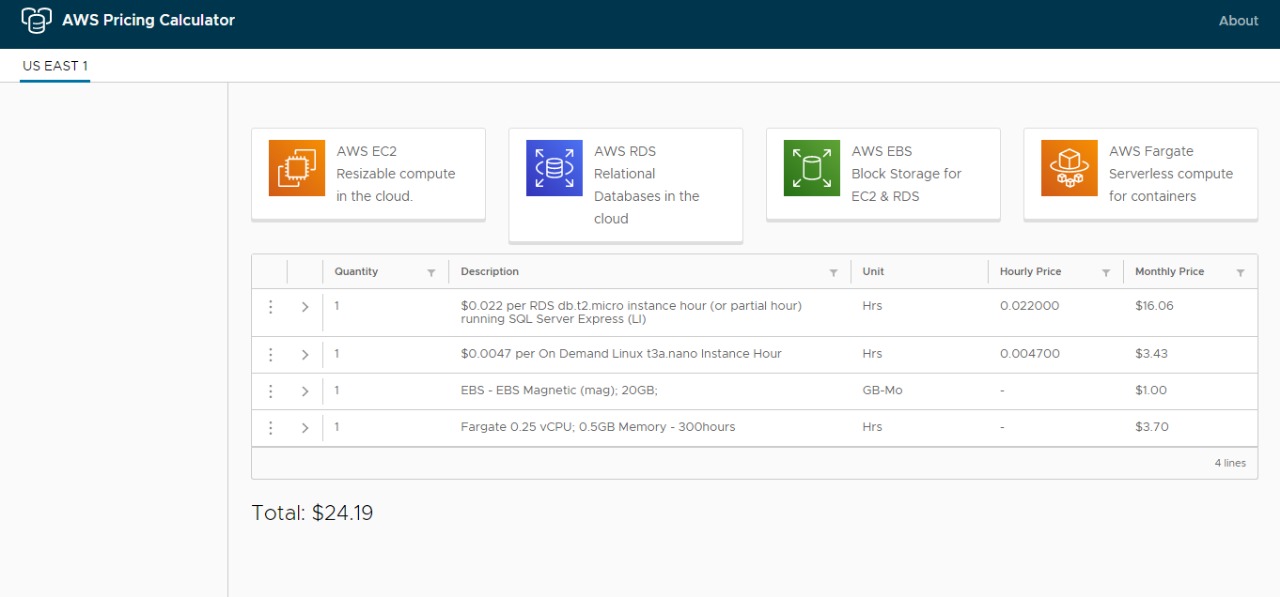 AWS Pricing Calculator
About
US EAST 1
AWS EC2
Resizable compute
in the cloud.
AWS RDS
Relational
Databases in the
cloud
AWS EBS
Block Storage for
EC2 & RDS
AWS Fargate
Serverless compute
for containers
Quantity Description Unit Hourly Price Monthly Price
1 $0.022 per RDS db.t2.micro instance hour (or partial hour) Hrs 0.022000 $16.06
running SQL Server Express (LI)
1 $0.0047 per On Demand Linux t3a.nano Instance Hour Hrs 0.004700 $3.43
1 EBS - EBS Magnetic (mag); 20GB; GB-Mo - $1.00
1 Fargate 0.25 vCPU; 0.5GB Memory - 300hours Hrs - $3.70
4 lines
Total: $24.19